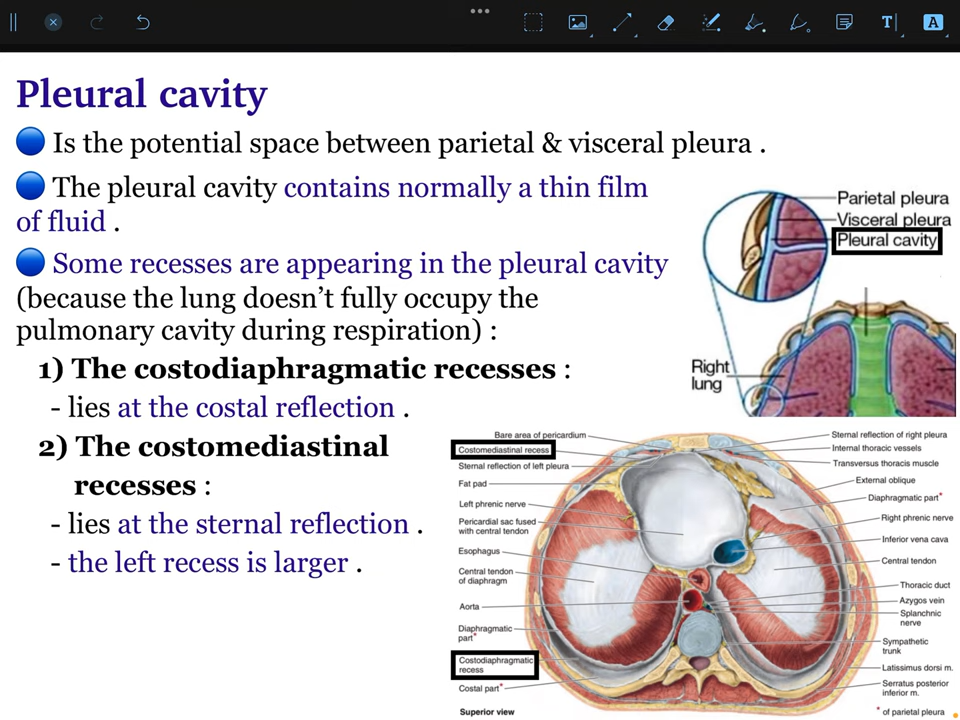 T
A
Pleural cavity
Is the potential space between parietal & visceral pleura .
The pleural cavity contains normally a thin film
of fluid .
Some recesses are appearing in the pleural cavity
(because the lung doesn't fully occupy the
pulmonary cavity during respiration) :
1) The costodiaphragmatic recesses :
- lies at the costal reflection .
2) The costomediastinal
recesses :
- lies at the sternal reflection .
- the left recess is larger .
Parietal pleura
Visceral pleura
Pleural cavity
Right
lung
Bare area of pericardium
Costomediastinal recess
Sternal reflection of left pleura
Fat pad
Left phrenic nerve
Pericardial sac fused
with central tendon
Esophagus
Central tendon
of diaphragm
Aorta
Diaphragmatic
part*
Costodiaphragmatic
recess
Costal part*
Superior view
Sternal reflection of right pleura
Internal thoracic vessels
Transversus thoracis muscle
External oblique
Diaphragmatic part*
Right phrenic nerve
Inferior vena cava
Central tendon
Thoracic duct
Azygos vein
Splanchnic
nerve
Sympathetic
trunk
Latissimus dorsi m.
Serratus posterior
inferior m.
* of parietal pleura